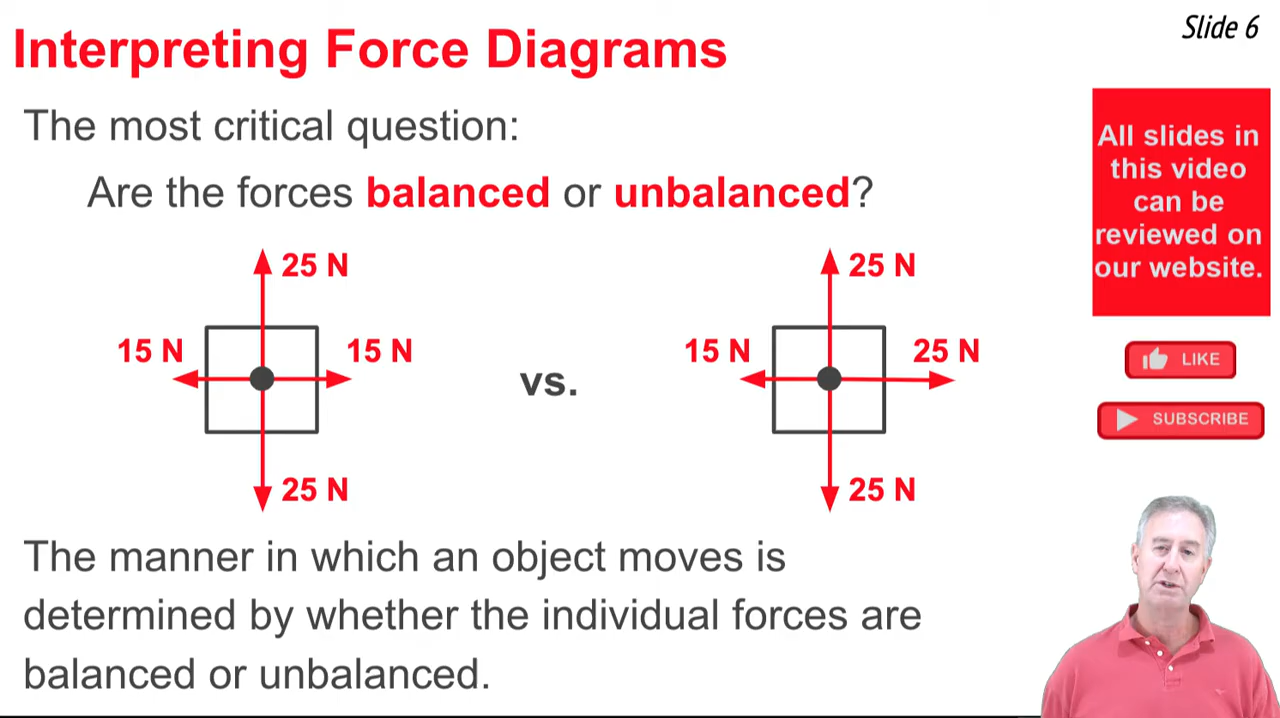 Interpreting Force Diagrams
Slide 6
The most critical question:
Are the forces balanced or unbalanced?
25 N
15 N
15 N
25 N
vs.
25 N
15 N
25 N
25 N
The manner in which an object moves is
determined by whether the individual forces are
balanced or unbalanced.
All slides in
this video
can be
reviewed on
our website.
LIKE
SUBSCRIBE